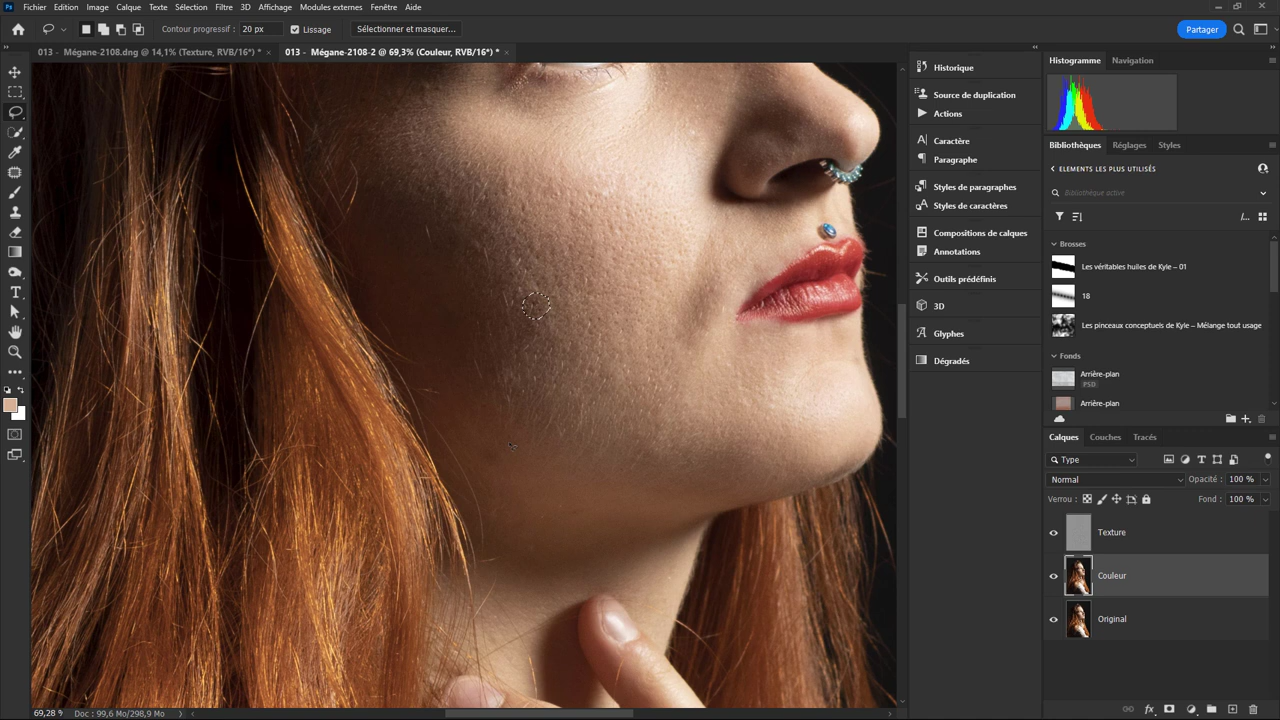 Ps Fichier Edition Image Calque Texte Sélection Filtre 3D Affichage Modules externes Fenêtre Aide
Contour progressif : 20 px Lissage Sélectionner et masquer... Partager
013 - Mégane-2108.dng @ 14,1% (Texture, RVB/16*) * × 013 - Mégane-2108-2 @ 69,3% (Couleur, RVB/16*) * ×
Historique
Source de duplication
Actions
Caractère
Paragraphe
Styles de paragraphes
Styles de caractères
Compositions de calques
Annotations
Outils prédéfinis
3D
Glyphes
Dégradés
Histogramme Navigation
Bibliothèques Réglages Styles
ELEMENTS LES PLUS UTILISÉS
Bibliothèque active
Brosses
Les véritables huiles de Kyle – 01
18
Les pinceaux conceptuels de Kyle – Mélange tout usage
Fonds
Arrière-plan
PSD
Arrière-plan
Calques Couches Tracés
Type
Normal Opacité : 100 %
Verrou : Fond : 100 %
Texture
Couleur
Original
69,28 % Doc : 99,6 Mo/298,9 Mo